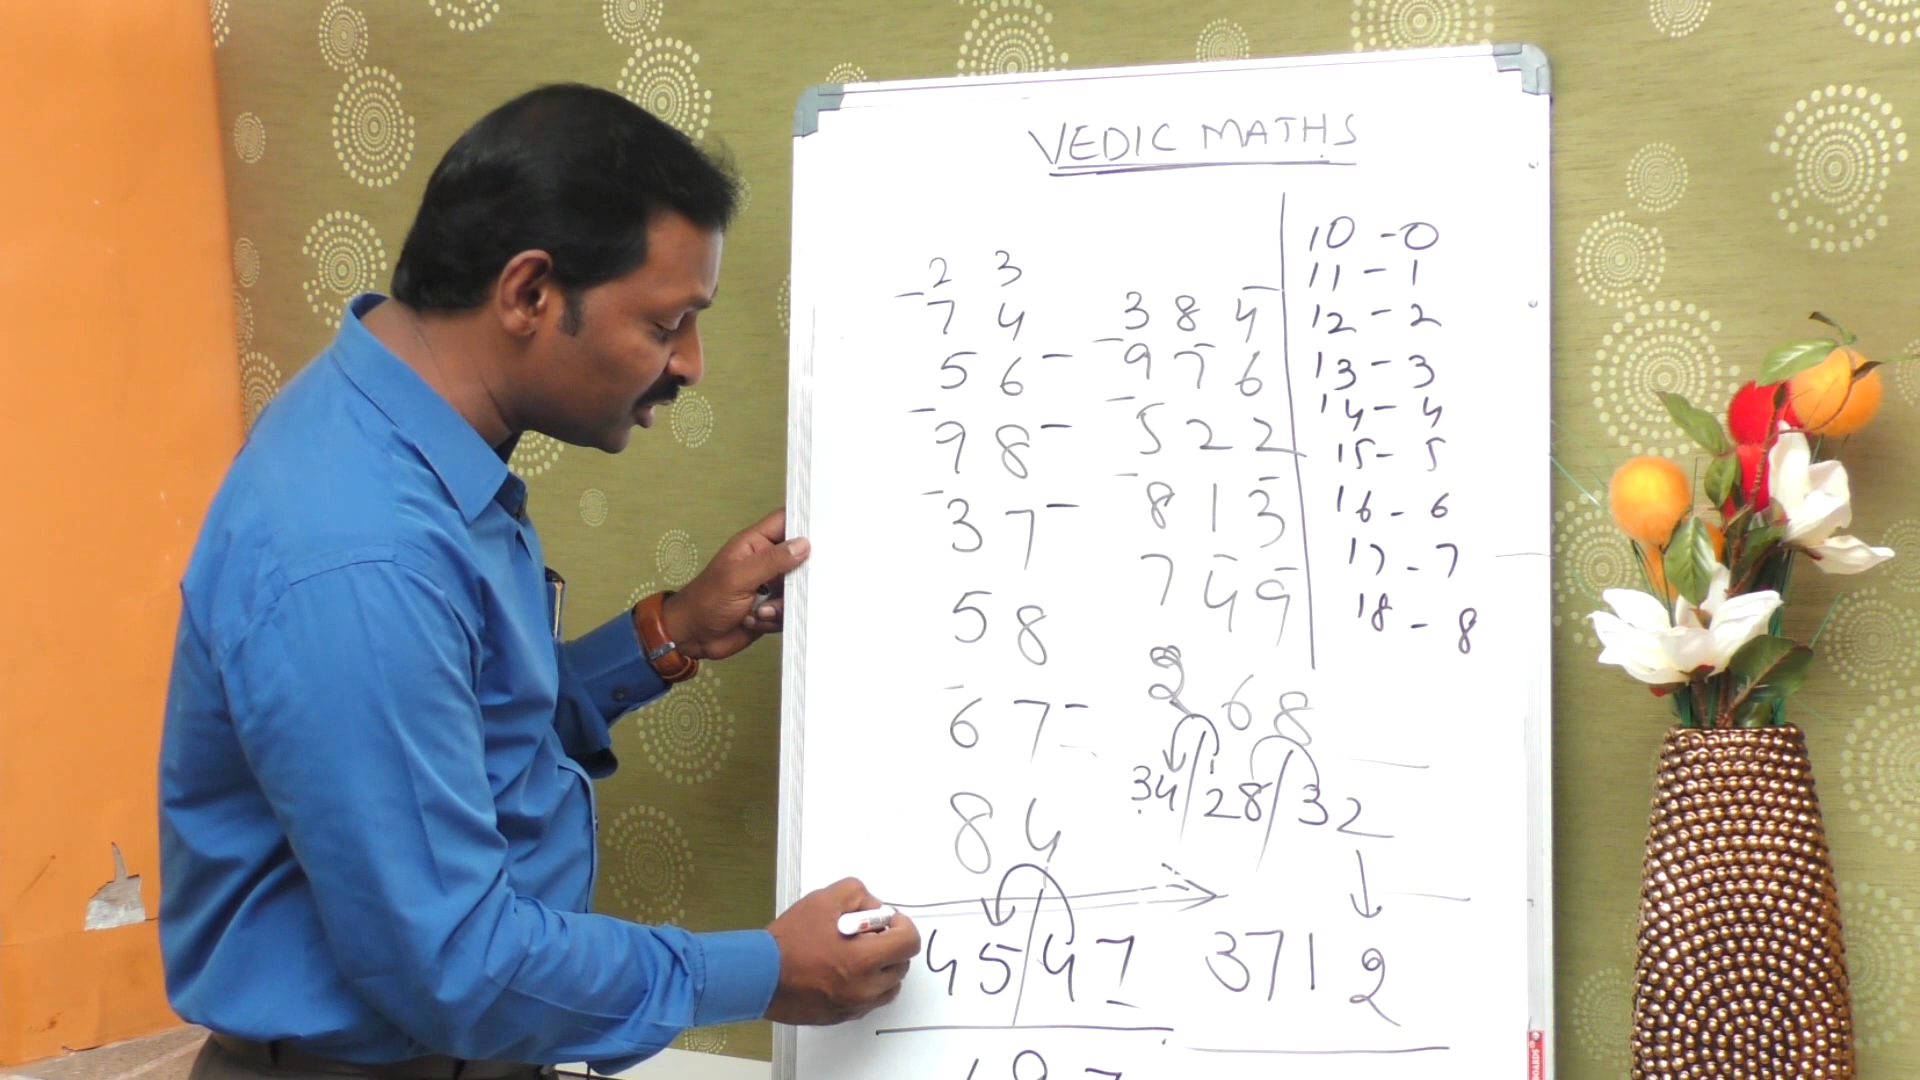 VEDIC MATHS
2 3
7 4
5 6
9 8
3 7
5 8
6 7
8 4
45/47
3 8 4
9 7 6
5 2 2
8 1 3
7 4 9
2 6 8
34/28/32
3712
10 - 0
11 - 1
12 - 2
13 - 3
14 - 4
15 - 5
16 - 6
17 - 7
18 - 8